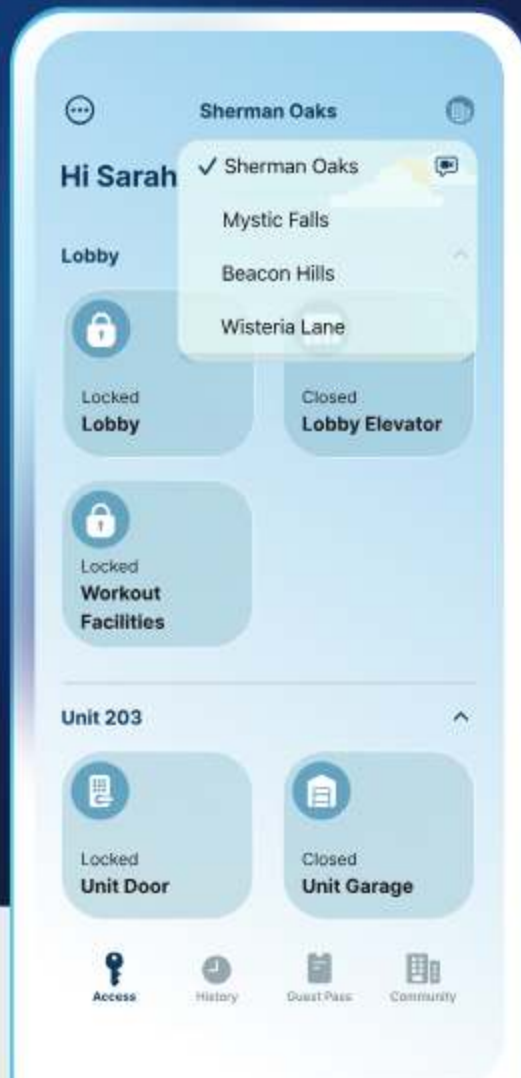 Sherman Oaks
Hi Sarah
✓ Sherman Oaks
Mystic Falls
Beacon Hills
Wisteria Lane
Lobby
Locked
Lobby
Closed
Lobby Elevator
Locked
Workout
Facilities
Unit 203
Locked
Unit Door
Closed
Unit Garage
Access
History
Guest Pass
Community